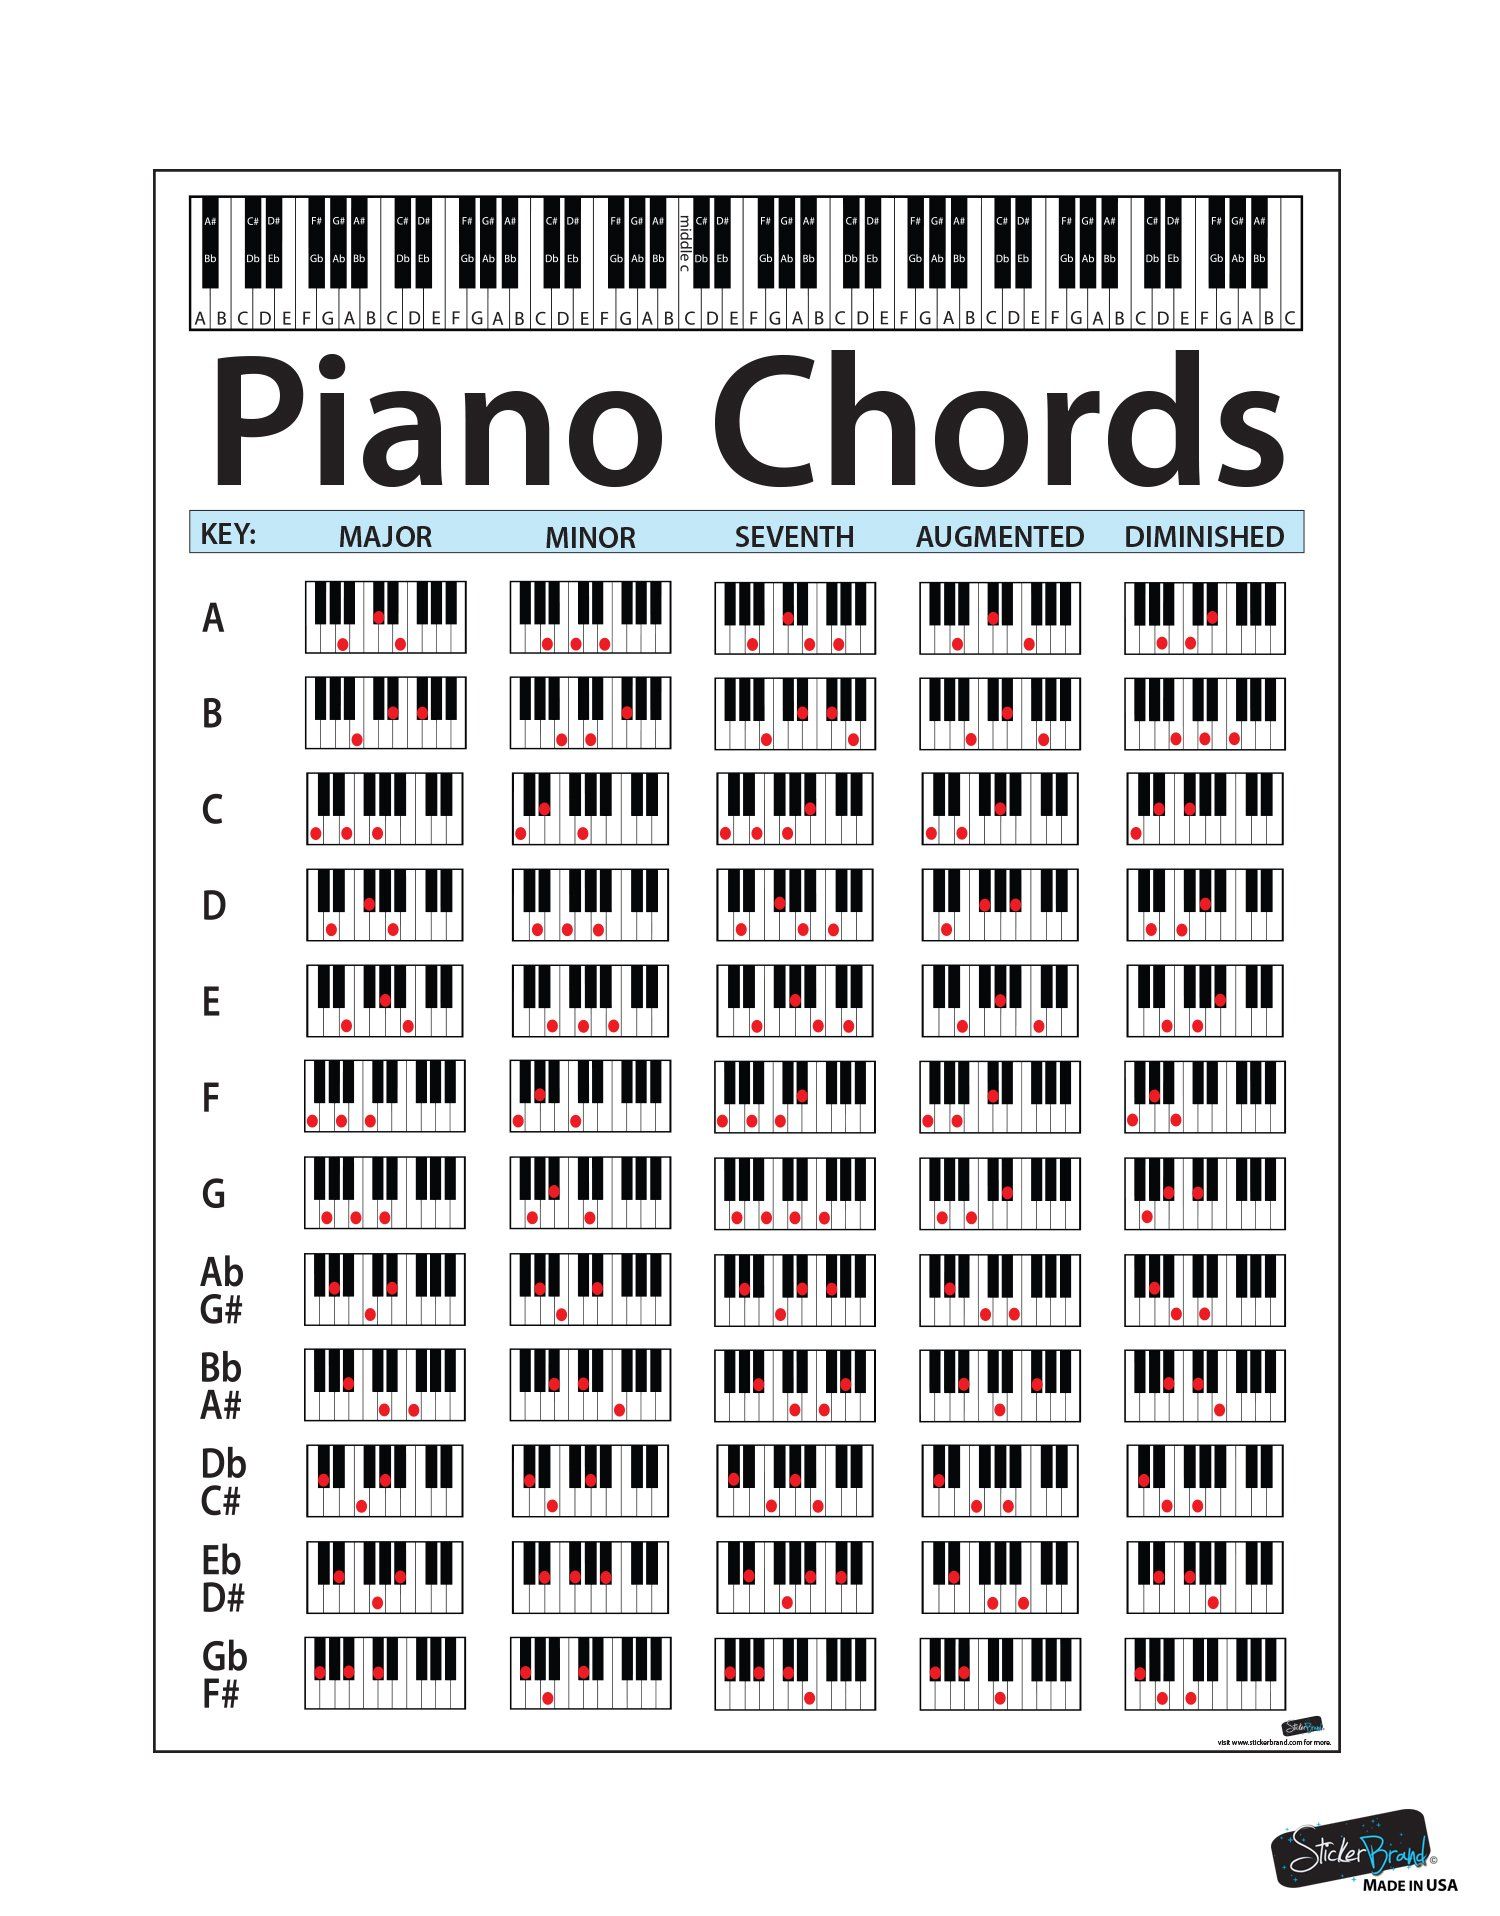 A# C# D# F# G# A# C# D# F# G# A# C# D# F# G# A# middle c C# D# F# G# A# C# D# F# G# A# C# D# F# G# A# C# D# F# G# A#
Bb Db Eb Gb Ab Bb Db Eb Gb Ab Bb Db Eb Gb Ab Bb Db Eb Gb Ab Bb Db Eb Gb Ab Bb Db Eb Gb Ab Bb Db Eb Gb Ab Bb
A B C D E F G A B C D E F G A B C D E F G A B C D E F G A B C D E F G A B C D E F G A B C D E F G A B C
Piano Chords
KEY: MAJOR MINOR SEVENTH AUGMENTED DIMINISHED
A
B
C
D
E
F
G
Ab
G#
Bb
A#
Db
C#
Eb
D#
Gb
F#
StickerBrand
visit www.stickerbrand.com for more.
StickerBrand ©
MADE IN USA